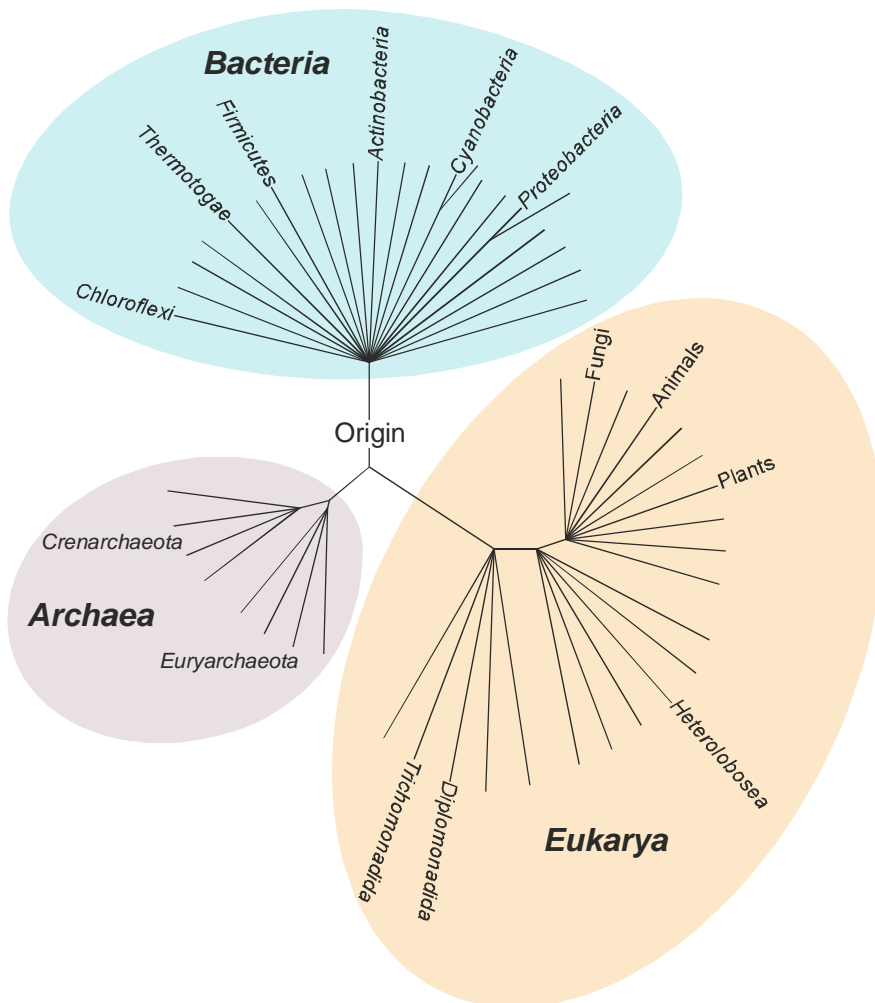 Bacteria
Actinobacteria
Cyanobacteria
Firmicutes
Proteobacteria
Thermotogae
Chloroflexi
Origin
Fungi
Animals
Plants
Crenarchaeota
Archaea
Euryarchaeota
Heterolobosea
Trichomonadida
Diplomonadida
Eukarya